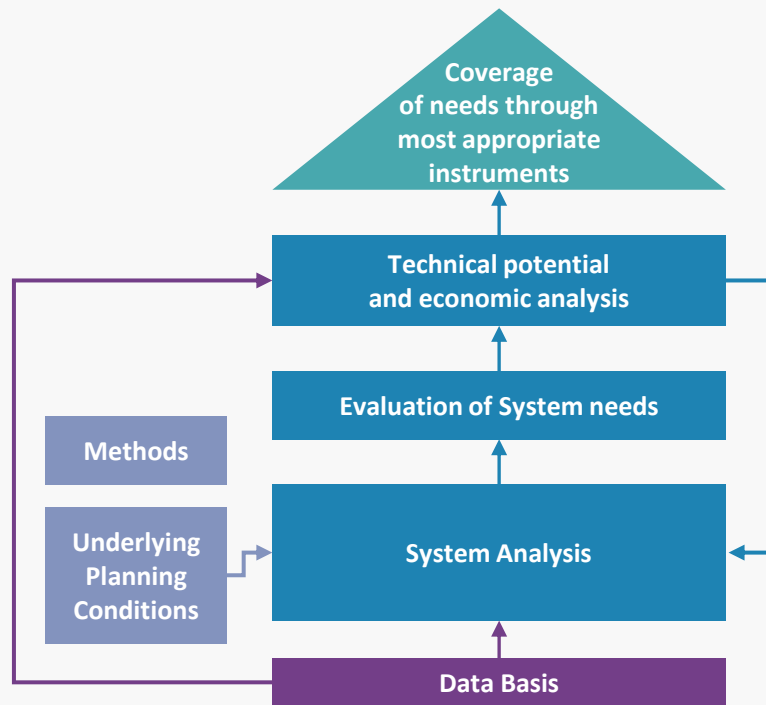 Coverage
of needs through
most appropriate
instruments
Technical potential
and economic analysis
Evaluation of System needs
Methods
Underlying
Planning
Conditions
System Analysis
Data Basis